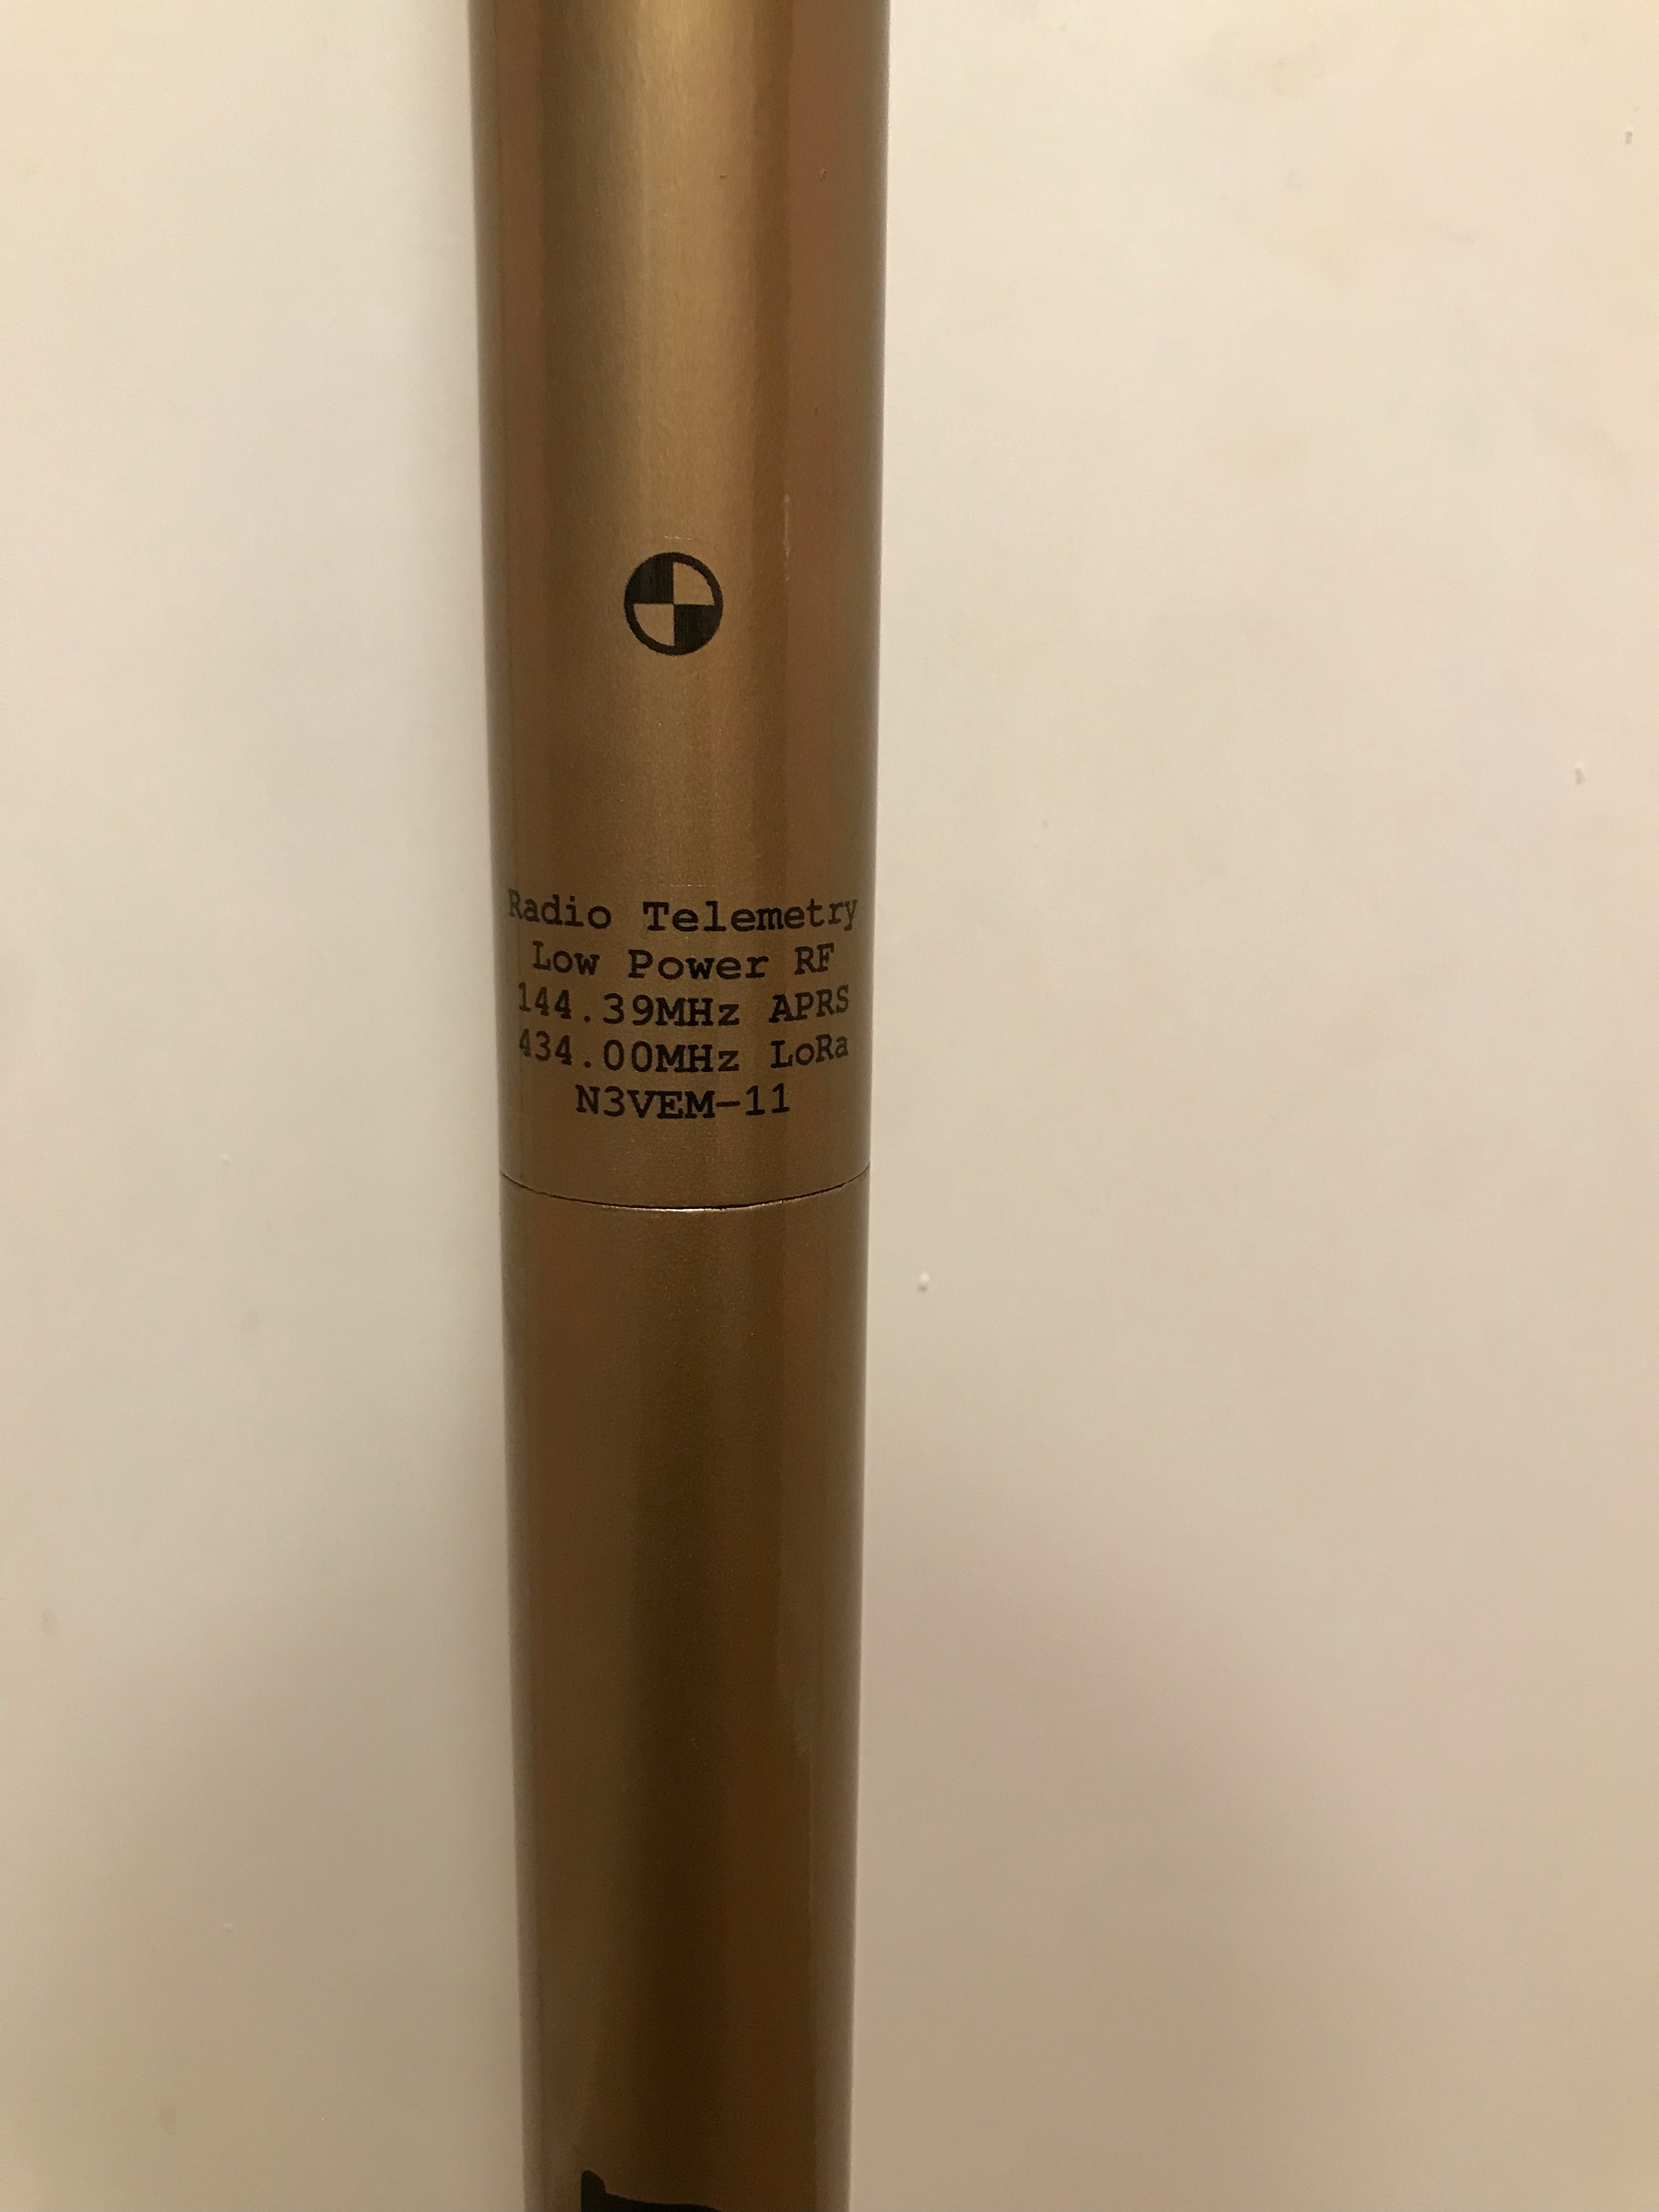 Radio Telemetry
Low Power RF
144.39MHz APRS
434.00MHz LoRa
N3VEM-11